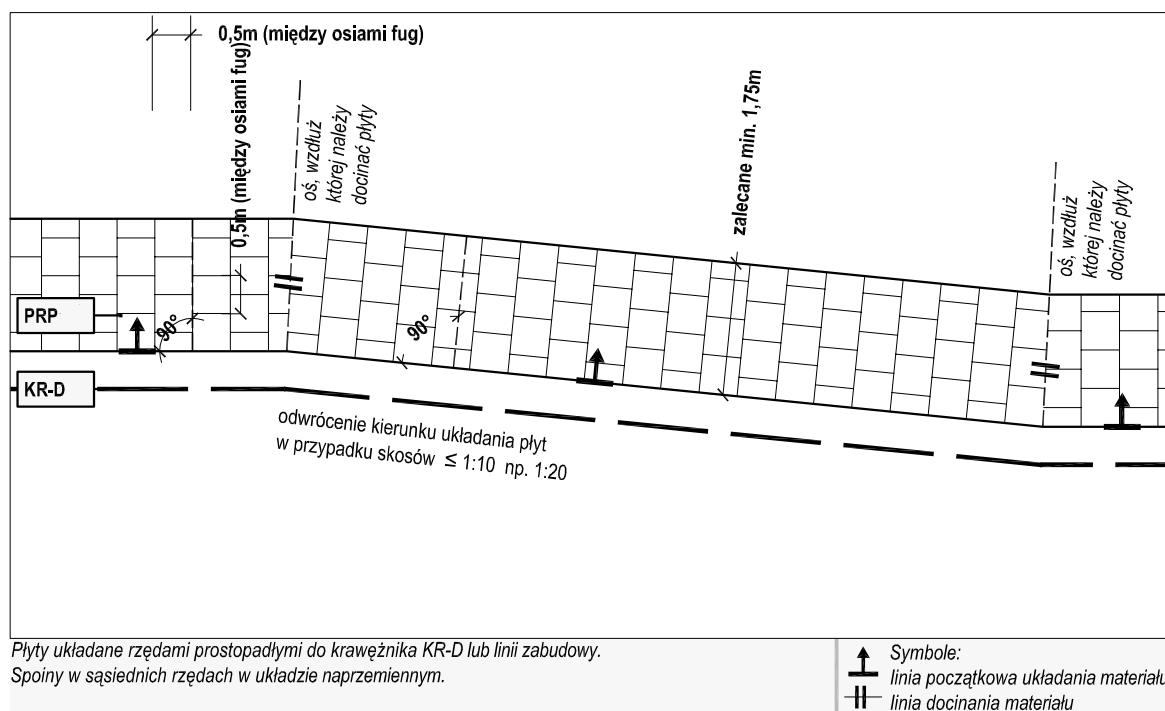 0,5m (między osiami fug)
0,5m (między osiami fug)
oś, wzdłuż
której należy
docinać płyty
zalecane min. 1,75m
oś, wzdłuż
której należy
docinać płyty
PRP
90°
90°
KR-D
odwrócenie kierunku układania płyt
w przypadku skosów ≤ 1:10 np. 1:20
Płyty układane rzędami prostopadłymi do krawężnika KR-D lub linii zabudowy.
Spoiny w sąsiednich rzędach w układzie naprzemiennym.
Symbole:
linia początkowa układania materiału
linia docinania materiału